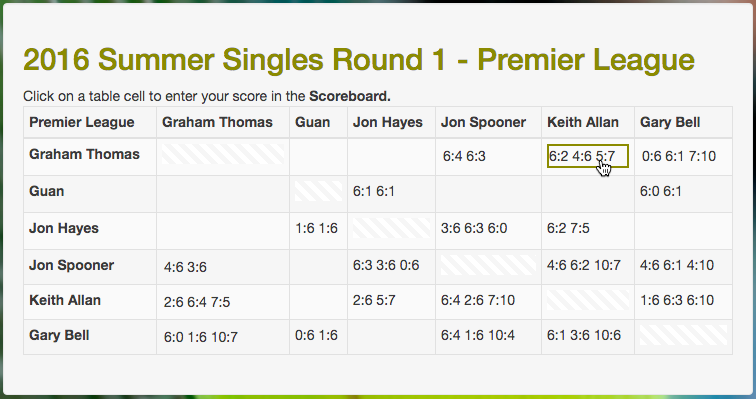 2016 Summer Singles Round 1 - Premier League
Click on a table cell to enter your score in the Scoreboard.
Premier League Graham Thomas Guan Jon Hayes Jon Spooner Keith Allan Gary Bell
Graham Thomas 6:4 6:3 6:2 4:6 5:7 0:6 6:1 7:10
Guan 6:1 6:1 6:0 6:1
Jon Hayes 1:6 1:6 3:6 6:3 6:0 6:2 7:5
Jon Spooner 4:6 3:6 6:3 3:6 0:6 4:6 6:2 10:7 4:6 6:1 4:10
Keith Allan 2:6 6:4 7:5 2:6 5:7 6:4 2:6 7:10 1:6 6:3 6:10
Gary Bell 6:0 1:6 10:7 0:6 1:6 6:4 1:6 10:4 6:1 3:6 10:6